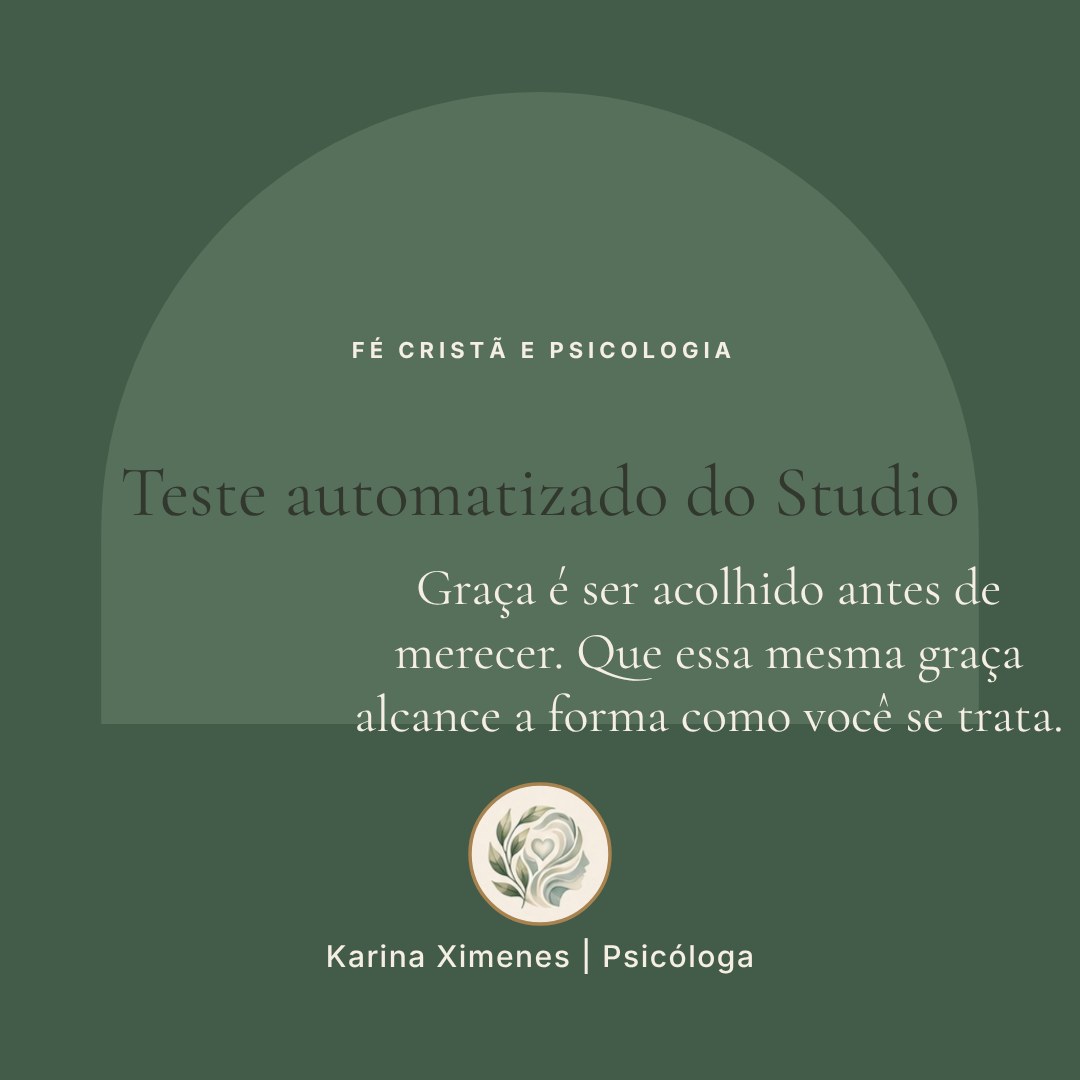 FÉ CRISTÃ E PSICOLOGIA
Teste automatizado do Studio
Graça é ser acolhido antes de
merecer. Que essa mesma graça
alcance a forma como você se trata.
Karina Ximenes | Psicóloga